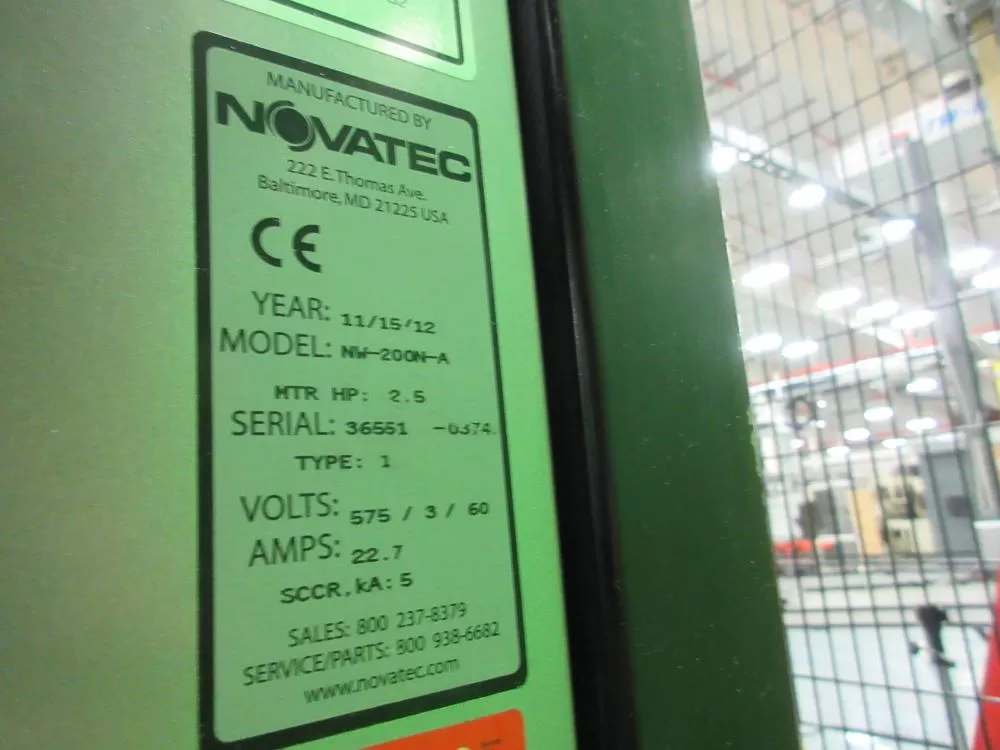 MANUFACTURED BY
NOVATEC
222 E. Thomas Ave.
Baltimore, MD 21225 USA
CE
YEAR: 11/15/12
MODEL: NW-200N-A
MTR HP: 2.5
SERIAL: 36551 -0374
TYPE: 1
VOLTS: 575 / 3 / 60
AMPS: 22.7
SCCR,kA: 5
SALES: 800 237-8379
SERVICE/PARTS: 800 938-6682
www.novatec.com